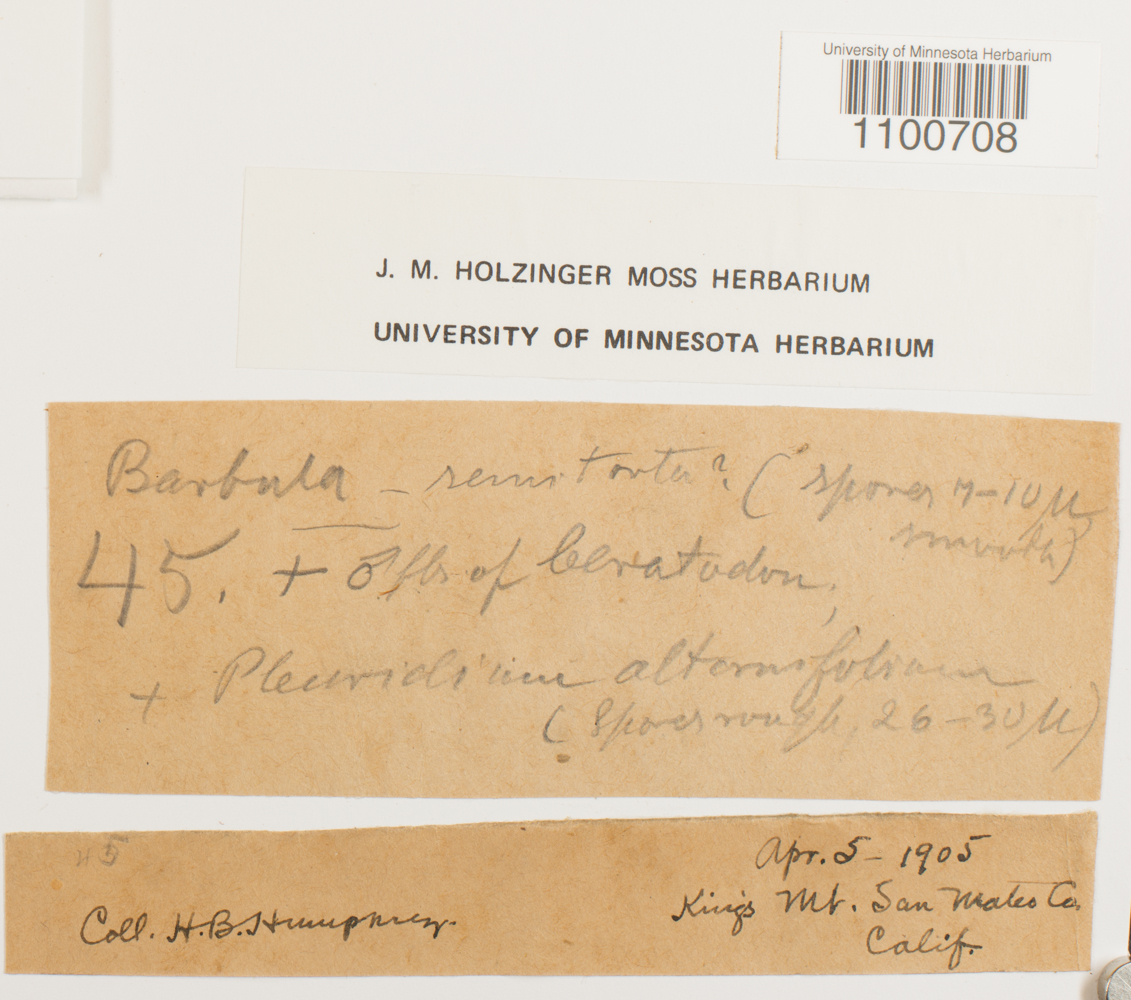 University of Minnesota Herbarium
1100708
J. M. HOLZINGER MOSS HERBARIUM
UNIVERSITY OF MINNESOTA HERBARIUM
Barbula - semitorta? (spores 7-10 µ
smooth)
45. + ♂ fls of Ceratodon,
+ Pleuridium alternifolium
(spores rough, 26-30 µ)
45
Apr. 5 - 1905
Coll. H.B. Humphrey.
King's Mt. San Mateo Co.
Calif.